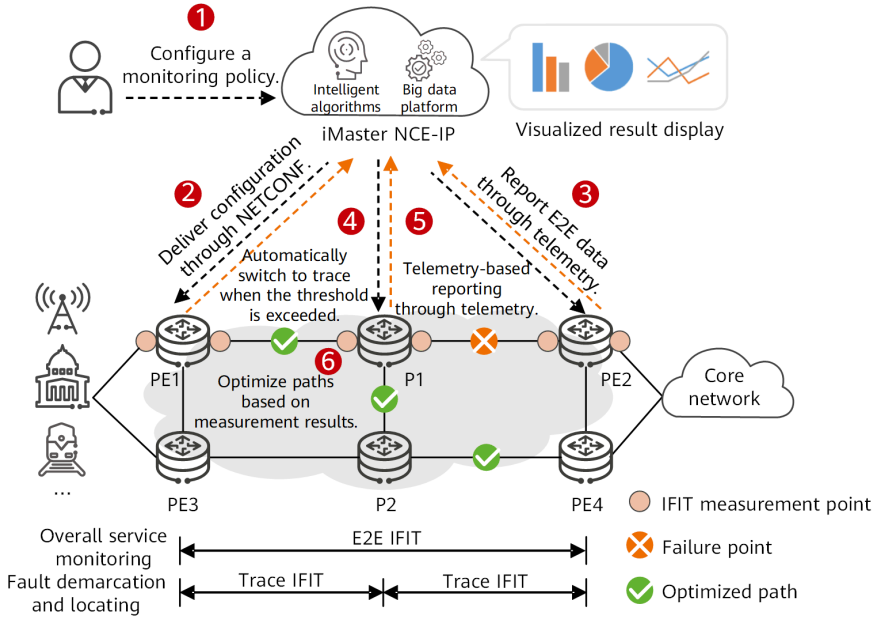 1
Configure a
monitoring policy.
Intelligent
algorithms
Big data
platform
iMaster NCE-IP
Visualized result display
2
Deliver configuration
through NETCONF.
4
5
3
Report E2E data
through telemetry.
Automatically
switch to trace
when the threshold
is exceeded.
Telemetry-based
reporting
through telemetry.
PE1
6
Optimize paths
based on
measurement results.
P1
PE2
Core
network
...
PE3
P2
PE4
IFIT measurement point
Failure point
Optimized path
Overall service
monitoring
E2E IFIT
Fault demarcation
and locating
Trace IFIT
Trace IFIT